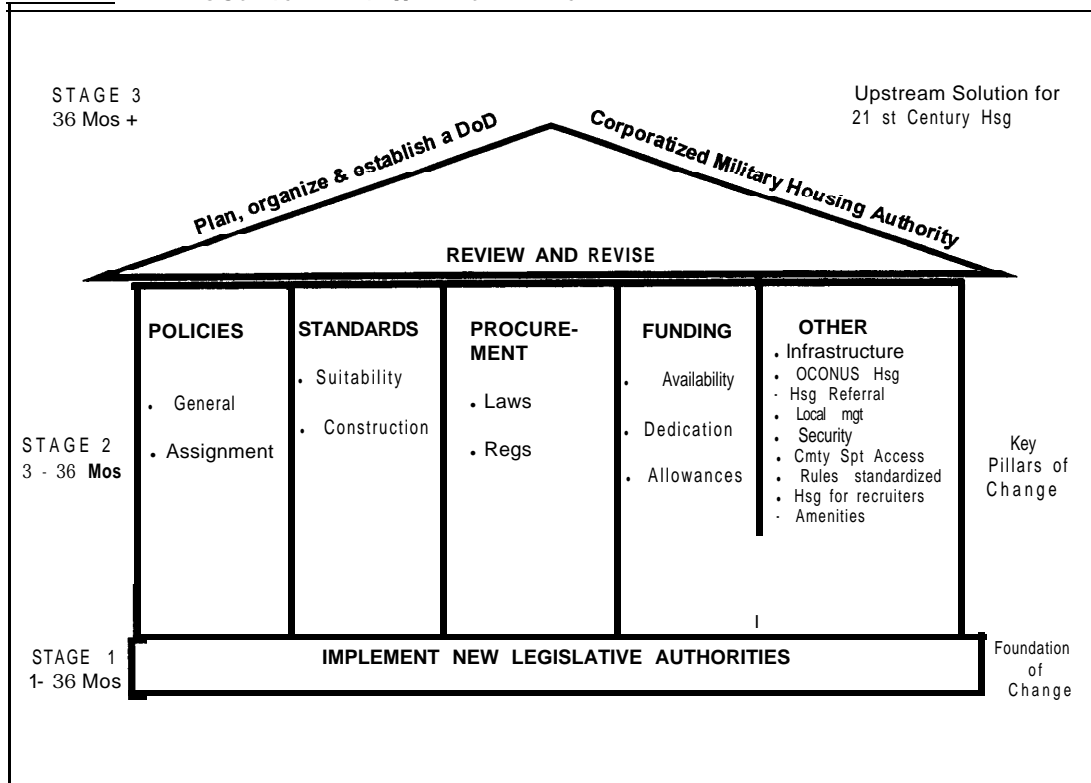 STAGE 3
36 Mos +
Upstream Solution for
21 st Century Hsg
Plan, organize & establish a DoD
Corporatized Military Housing Authority
REVIEW AND REVISE
STAGE 2
3 - 36 Mos
POLICIES
• General
• Assignment
STANDARDS
• Suitability
• Construction
PROCURE-
MENT
• Laws
• Regs
FUNDING
• Availability
• Dedication
• Allowances
OTHER
• Infrastructure
• OCONUS Hsg
- Hsg Referral
• Local mgt
• Security
• Cmty Spt Access
• Rules standardized
• Hsg for recruiters
- Amenities
Key
Pillars of
Change
STAGE 1
1- 36 Mos
IMPLEMENT NEW LEGISLATIVE AUTHORITIES
Foundation
of
Change